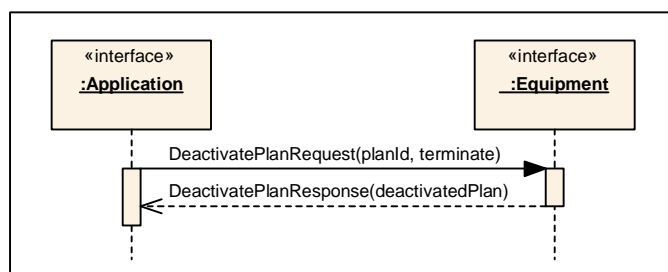 «interface»
:Application
«interface»
:Equipment
DeactivatePlanRequest(planId, terminate)
DeactivatePlanResponse(deactivatedPlan)